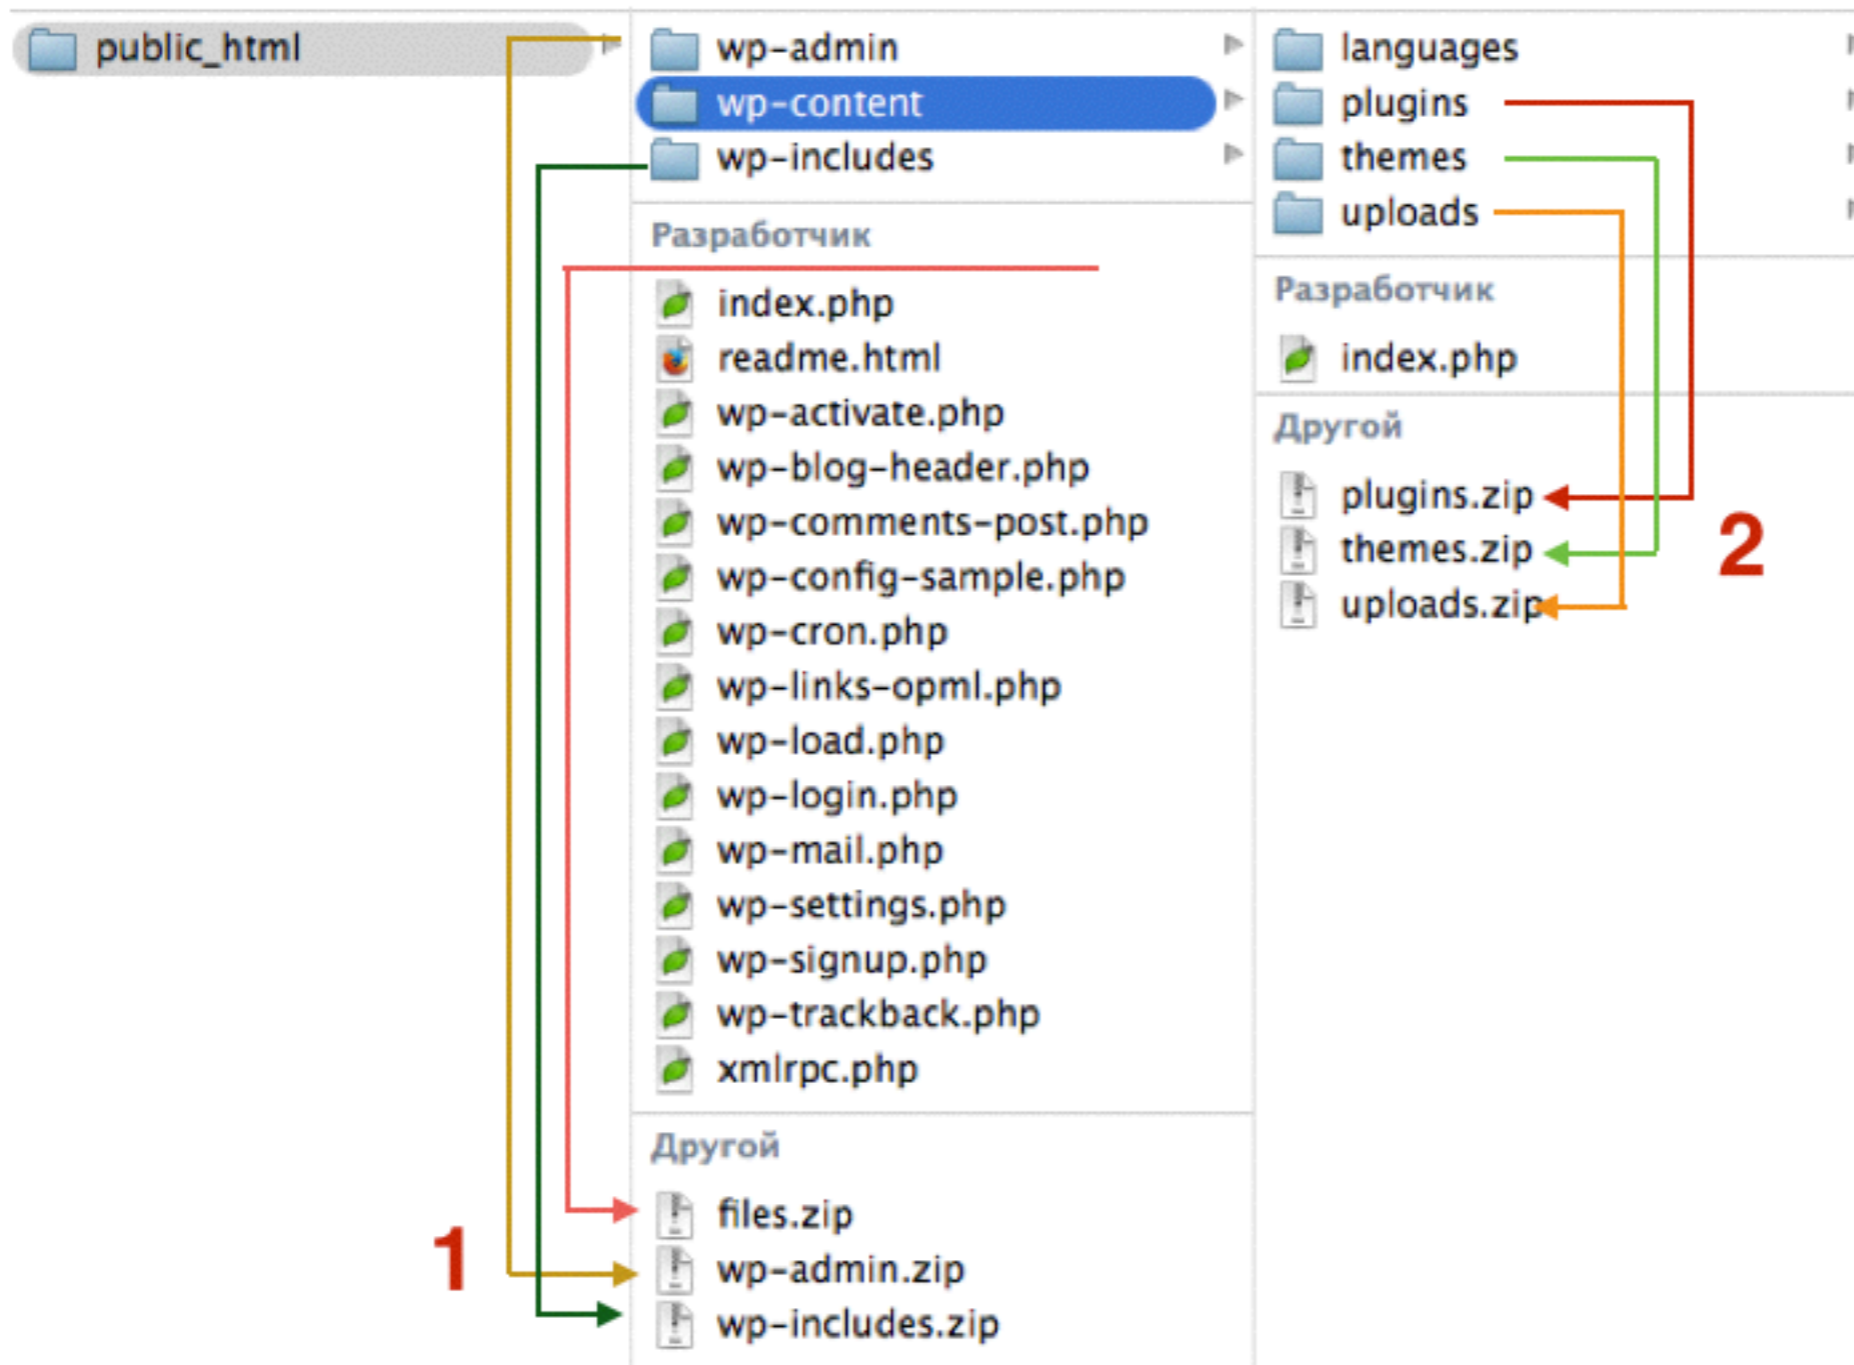 public_html
wp-admin
wp-content
wp-includes
Разработчик
index.php
readme.html
wp-activate.php
wp-blog-header.php
wp-comments-post.php
wp-config-sample.php
wp-cron.php
wp-links-opml.php
wp-load.php
wp-login.php
wp-mail.php
wp-settings.php
wp-signup.php
wp-trackback.php
xmlrpc.php
Другой
files.zip
wp-admin.zip
wp-includes.zip
1
languages
plugins
themes
uploads
Разработчик
index.php
Другой
plugins.zip
themes.zip
uploads.zip
2